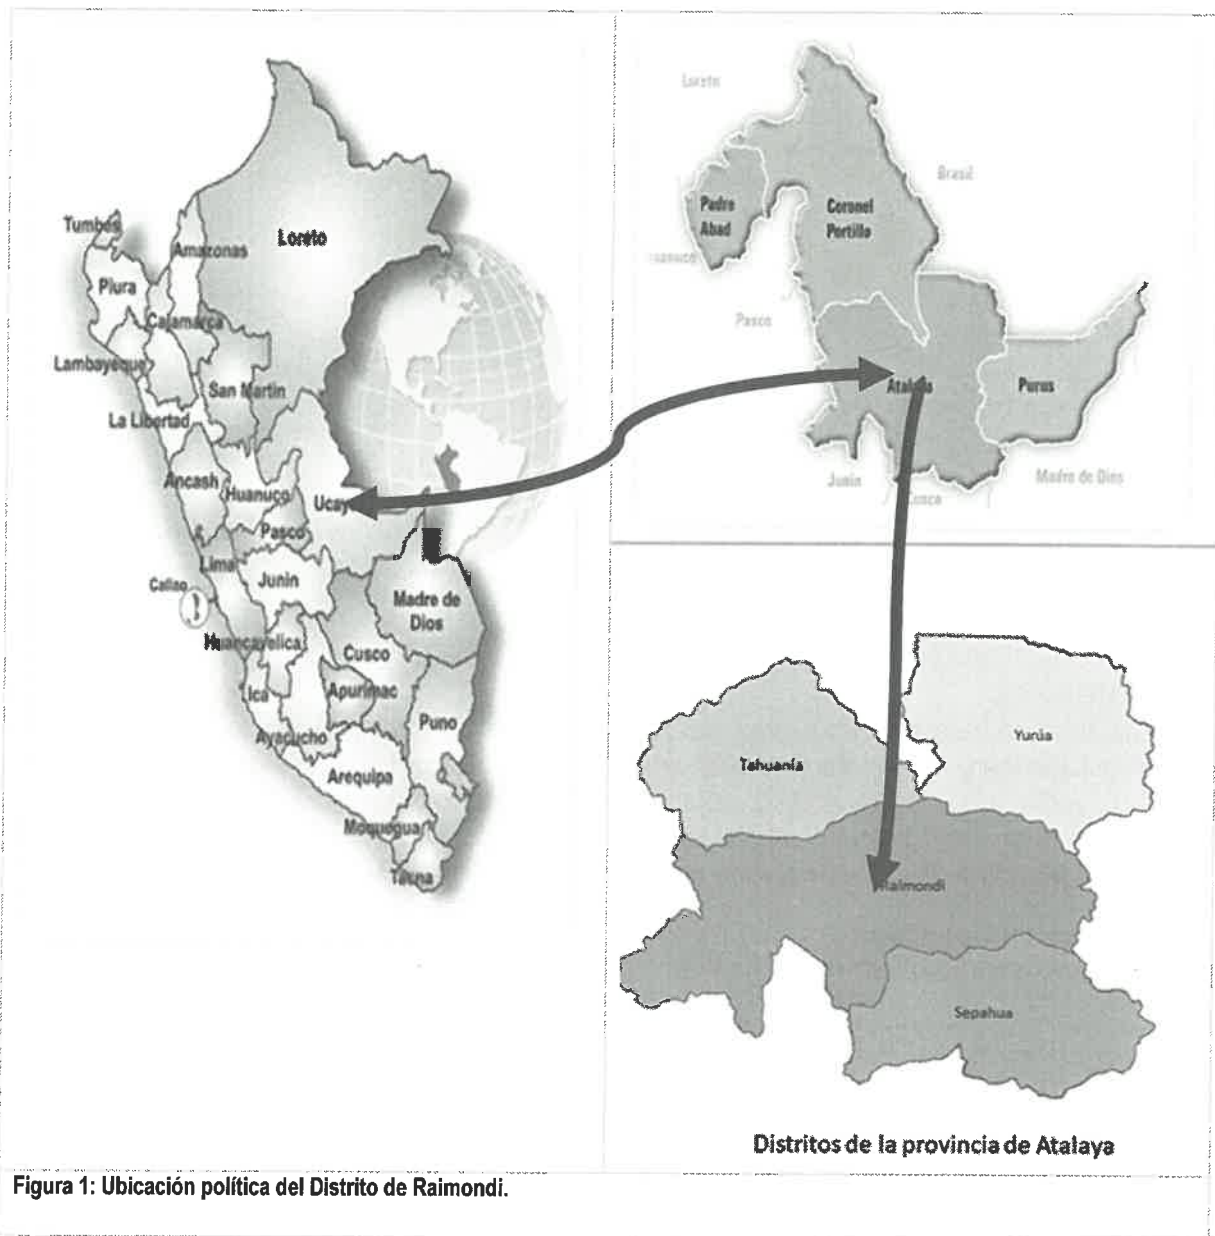 Tumbes
Loreto
Amazonas
Piura
Cajamarca
Lambayeque
San Martin
La Libertad
Ancash
Huanuco
Ucay
Pasco
Lima
Callao
Junin
Madre de
Dios
Huancavelica
Cusco
Ica
Apurimac
Puno
Ayacucho
Arequipa
Moquegua
Tacna
Loreto
Brasil
Padre
Abad
Coronel
Portillo
Pasco
Atalaya
Purus
Junin
Cusco
Madre de Dios
Tahuanía
Yurúa
Raimondi
Sepahua
Distritos de la provincia de Atalaya
Figura 1: Ubicación política del Distrito de Raimondi.